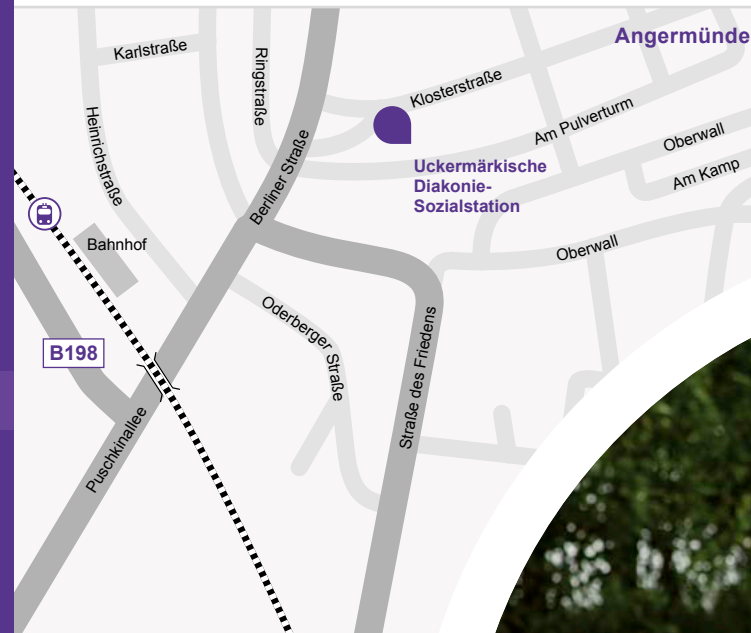 Angermünde
Karlstraße
Ringstraße
Klosterstraße
Heinrichstraße
Am Pulverturm
Oberwall
Am Kamp
Berliner Straße
Uckermärkische
Diakonie-
Sozialstation
Bahnhof
Oberwall
B198
Oderberger Straße
Straße des Friedens
Puschkinallee